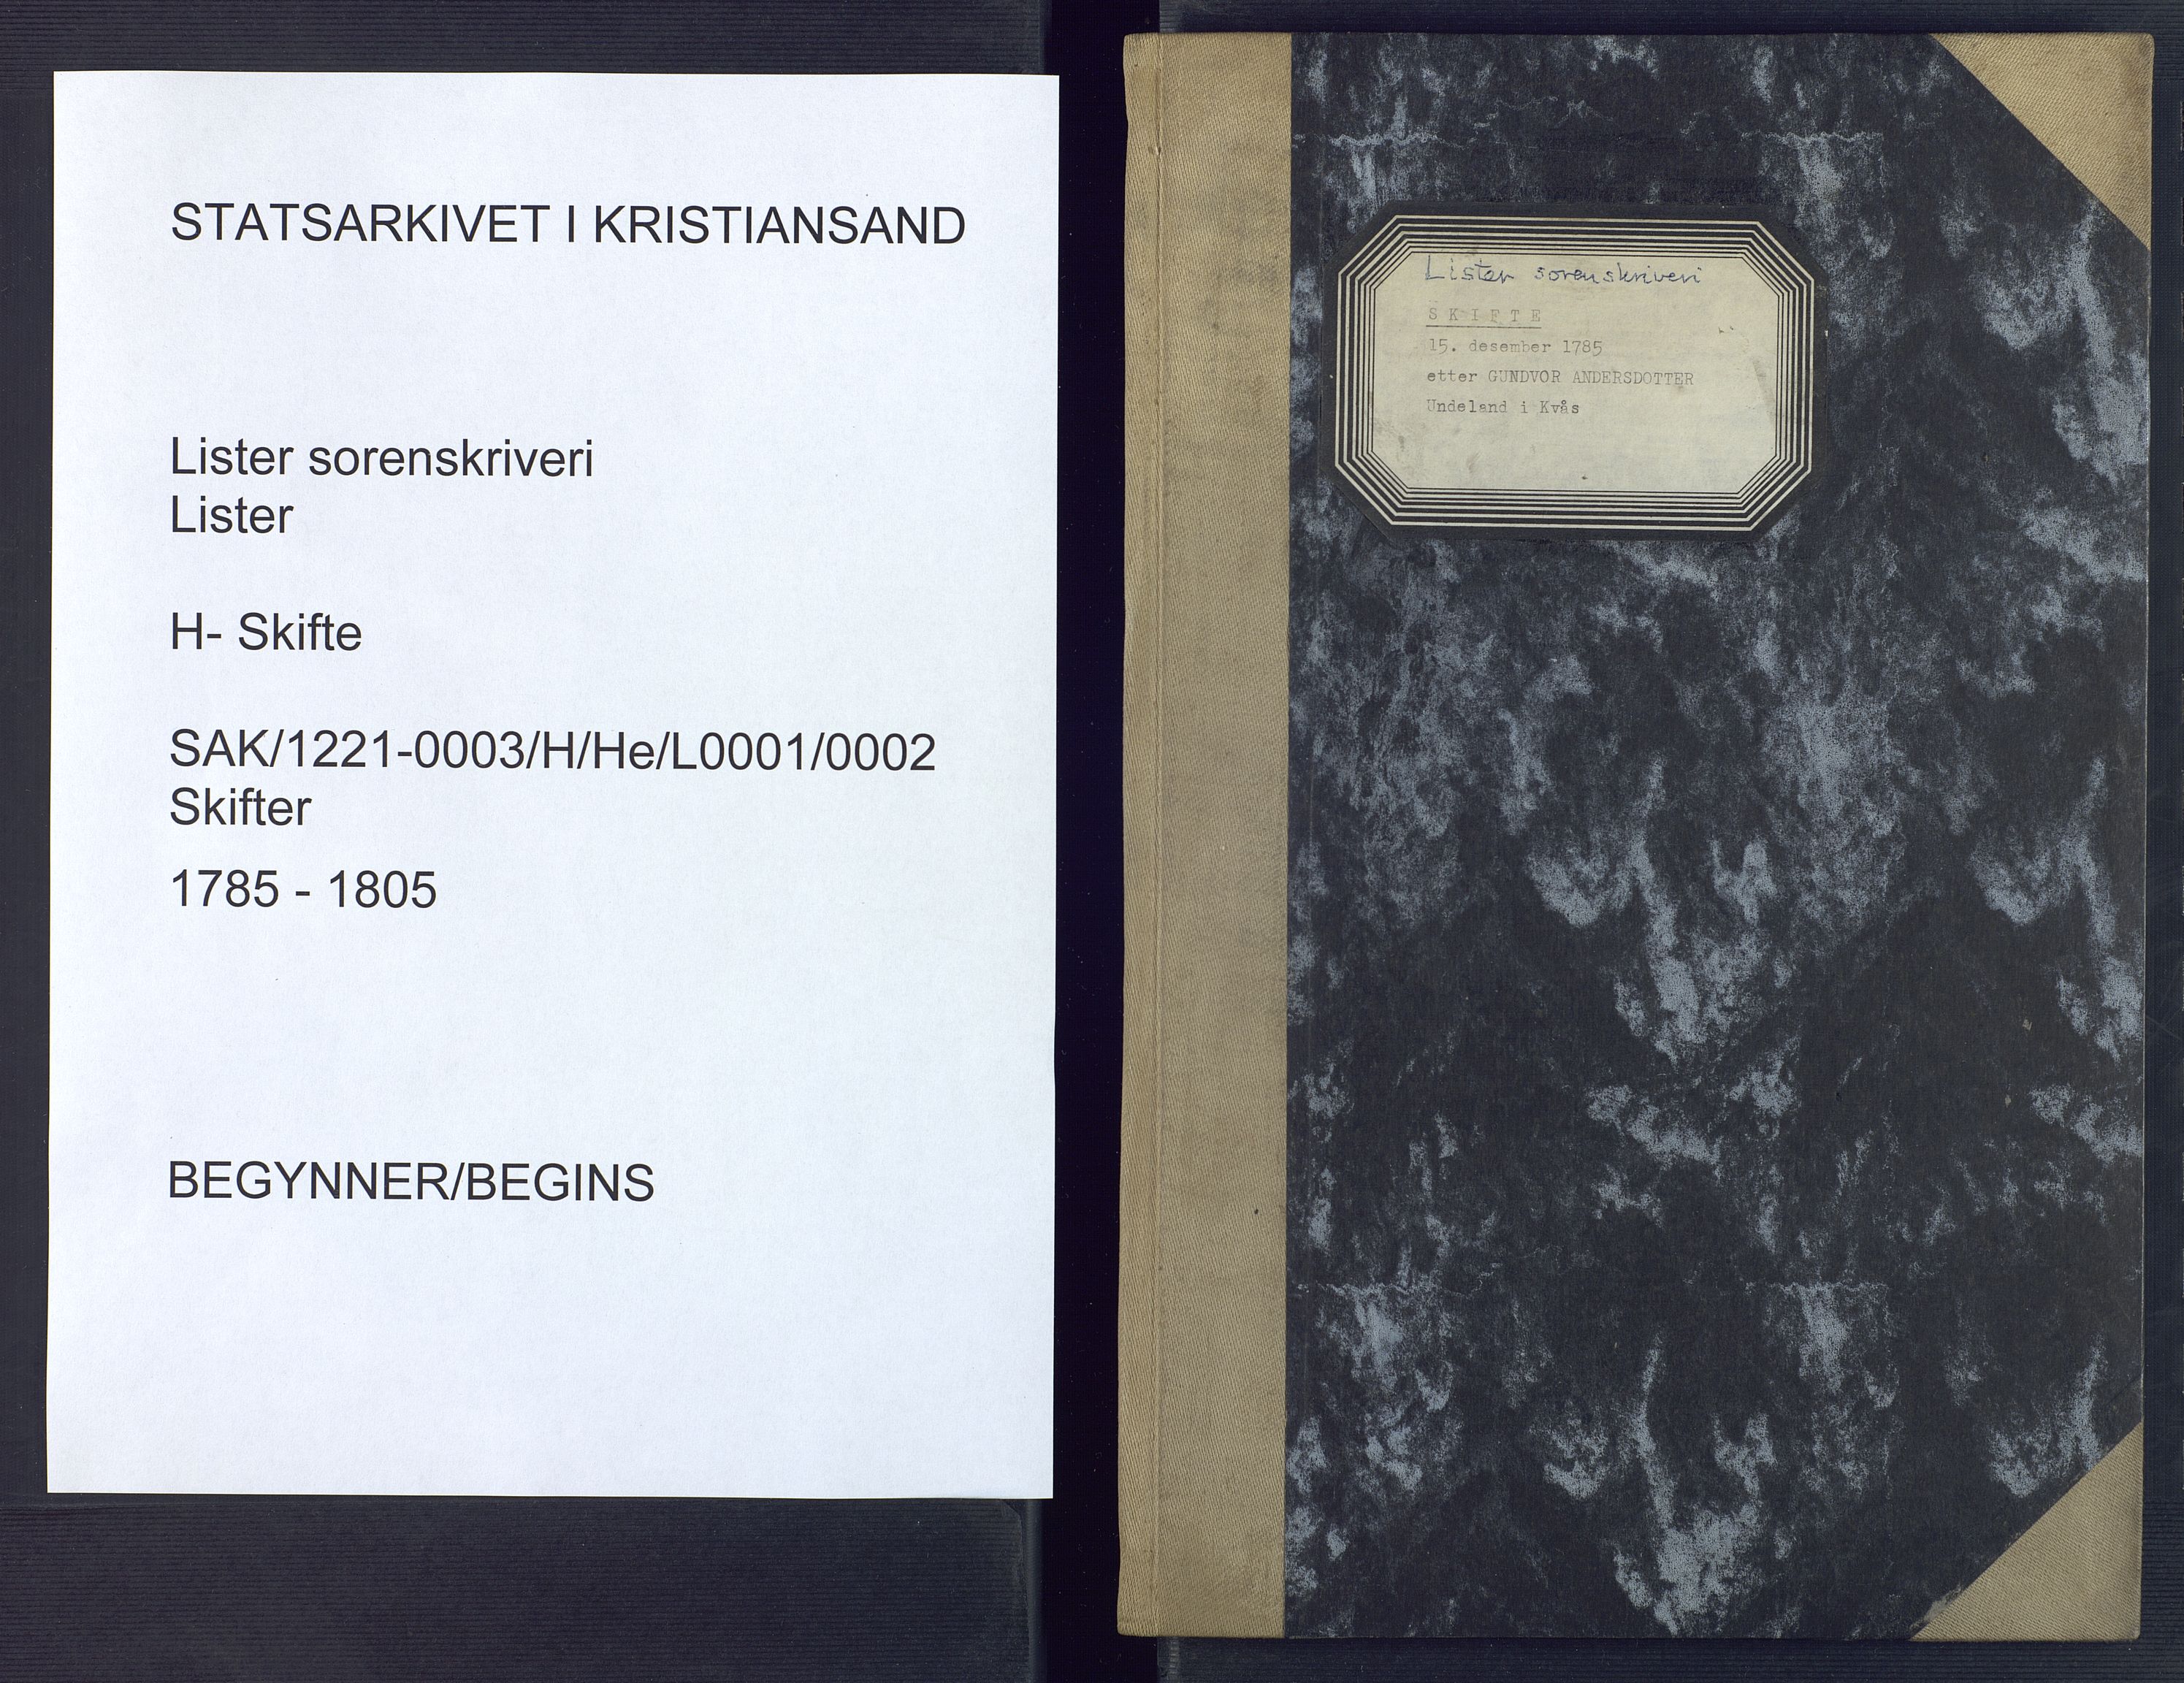 STATSARKIVET I KRISTIANSAND
Lister sorenskriveri
Lister
H- Skifte
SAK/1221-0003/H/He/L0001/0002
Skifter
1785 - 1805
BEGYNNER/BEGINS
Lister sorenskriveri
SKIFTE
15. desember 1785
etter GUNDVOR ANDERSDOTTER
Undeland i Kvås